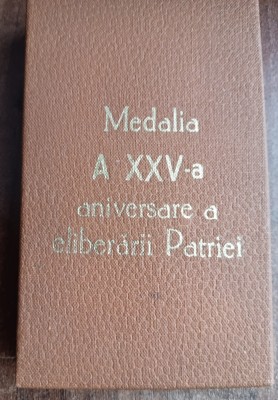 Medalia
A XXV-a
aniversare a
eliberării Patriei